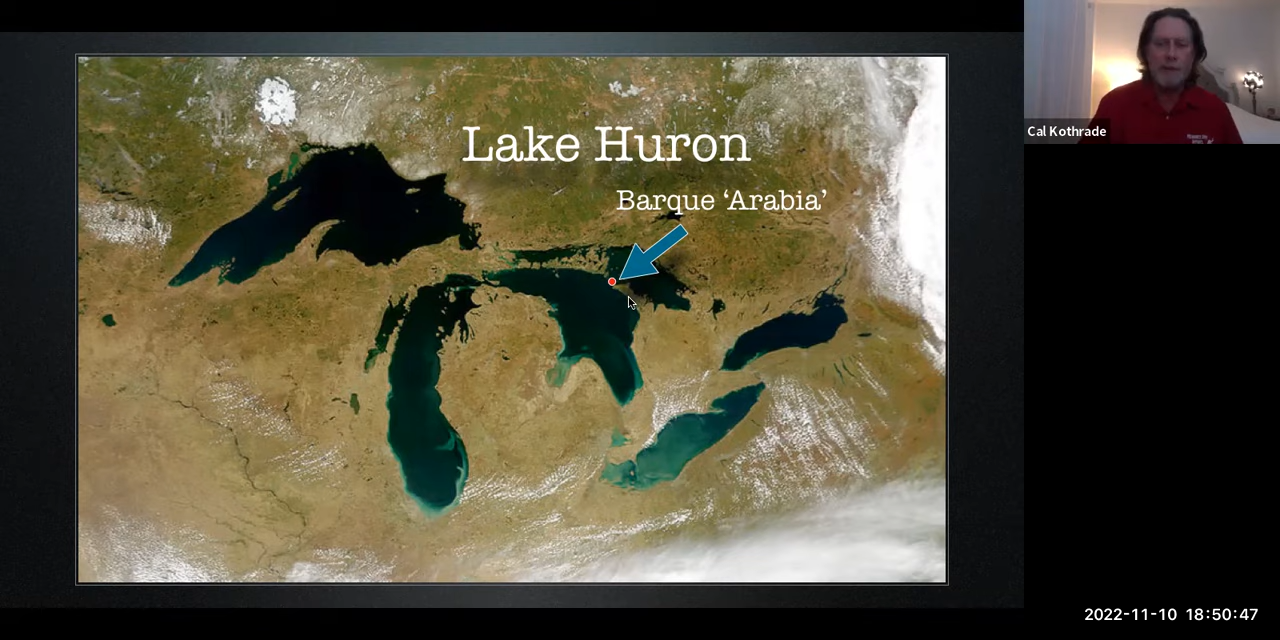 Lake Huron
Barque ‘Arabia’
Cal Kothrade
2022-11-10 18:50:47